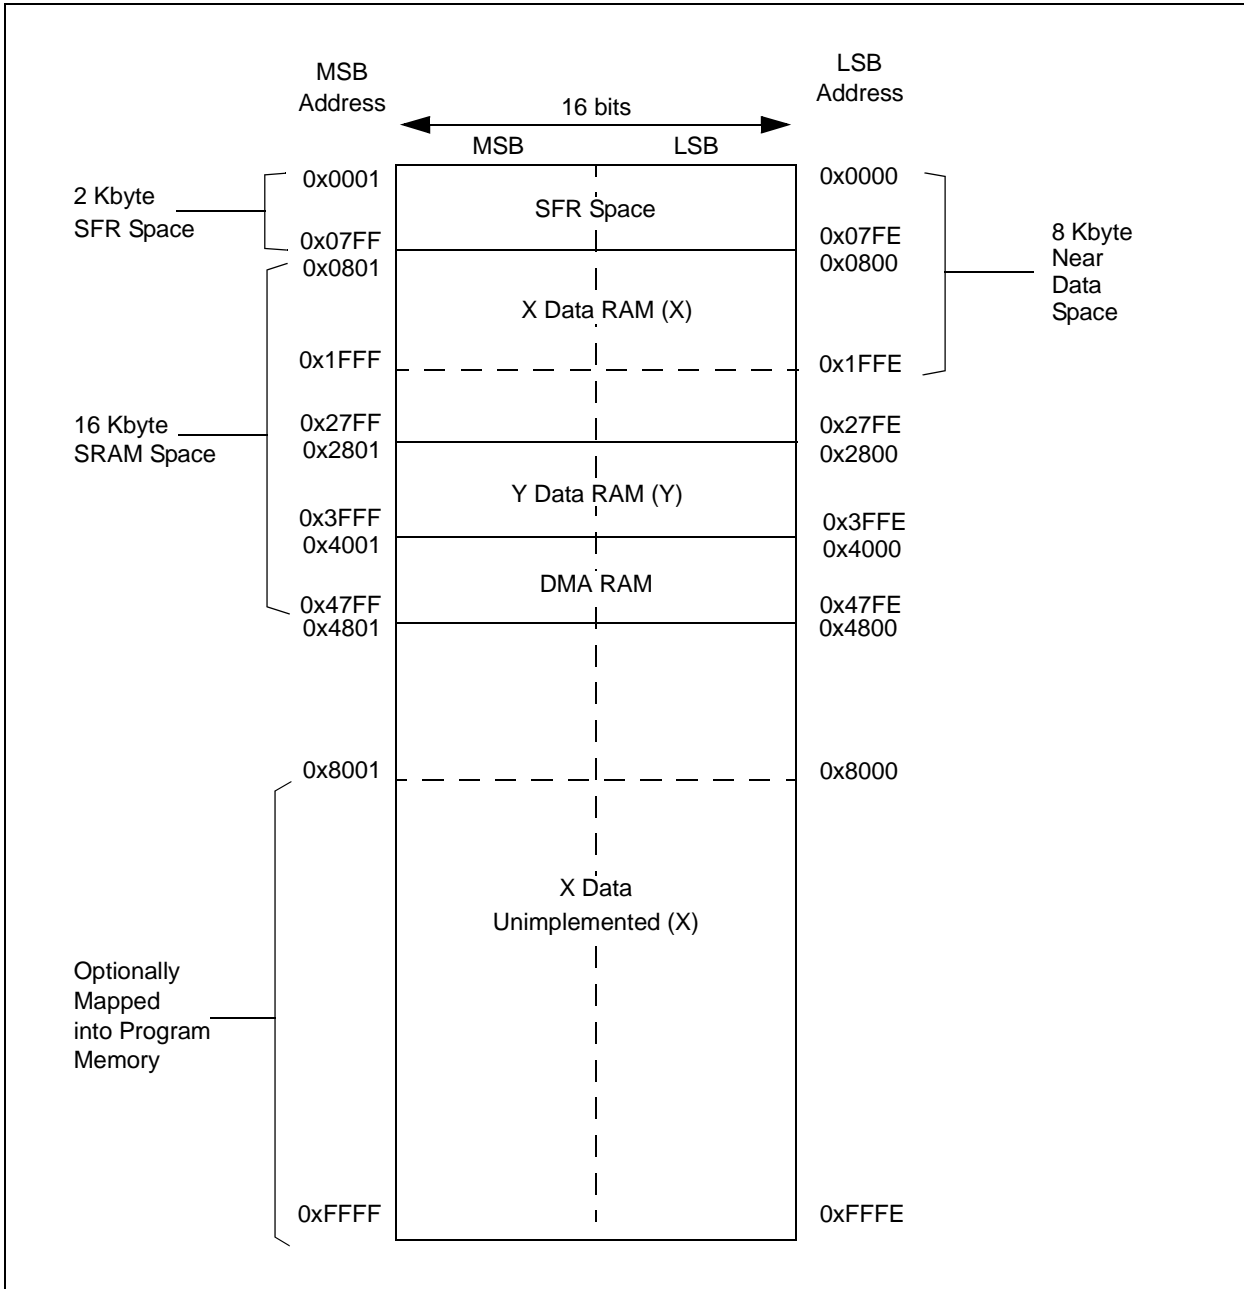 MSB
Address
LSB
Address
16 bits
MSB
LSB
2 Kbyte
SFR Space
0x0001
SFR Space
0x0000
0x07FF
0x07FE
0x0801
0x0800
8 Kbyte
Near
Data
Space
X Data RAM (X)
0x1FFF
0x1FFE
16 Kbyte
SRAM Space
0x27FF
0x27FE
0x2801
0x2800
Y Data RAM (Y)
0x3FFF
0x3FFE
0x4001
0x4000
DMA RAM
0x47FF
0x47FE
0x4801
0x4800
0x8001
0x8000
X Data
Unimplemented (X)
Optionally
Mapped
into Program
Memory
0xFFFF
0xFFFE